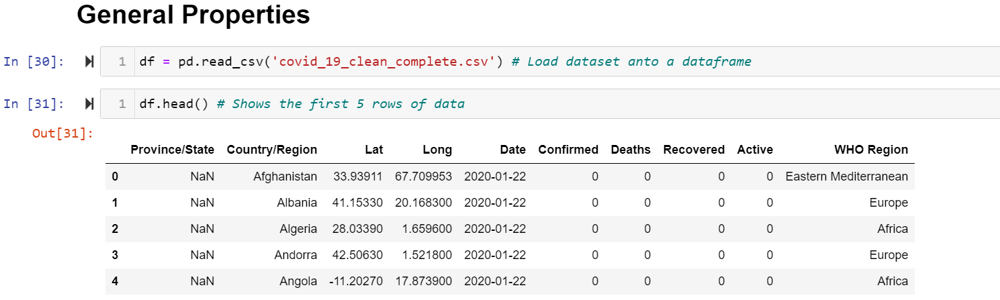 General Properties
In [30]: 1 df = pd.read_csv('covid_19_clean_complete.csv') # Load dataset anto a dataframe
In [31]: 1 df.head() # Shows the first 5 rows of data
Out[31]:
Province/State Country/Region Lat Long Date Confirmed Deaths Recovered Active WHO Region
0 NaN Afghanistan 33.93911 67.709953 2020-01-22 0 0 0 0 Eastern Mediterranean
1 NaN Albania 41.15330 20.168300 2020-01-22 0 0 0 0 Europe
2 NaN Algeria 28.03390 1.659600 2020-01-22 0 0 0 0 Africa
3 NaN Andorra 42.50630 1.521800 2020-01-22 0 0 0 0 Europe
4 NaN Angola -11.20270 17.873900 2020-01-22 0 0 0 0 Africa